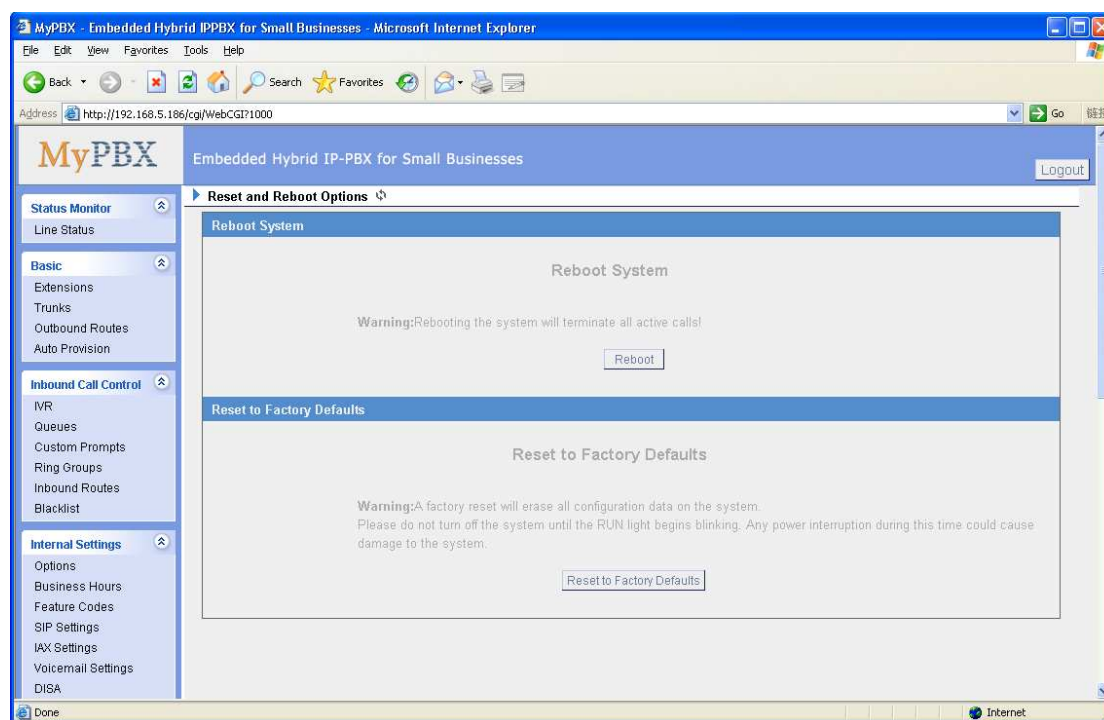 MyPBX - Embedded Hybrid IPPBX for Small Businesses - Microsoft Internet Explorer
File Edit View Favorites Tools Help
Back Search Favorites
Address http://192.168.5.186/cgi/WebCGI?1000 Go
MyPBX
Embedded Hybrid IP-PBX for Small Businesses
Logout
Status Monitor
Line Status
Basic
Extensions
Trunks
Outbound Routes
Auto Provision
Inbound Call Control
IVR
Queues
Custom Prompts
Ring Groups
Inbound Routes
Blacklist
Internal Settings
Options
Business Hours
Feature Codes
SIP Settings
IAX Settings
Voicemail Settings
DISA
Reset and Reboot Options
Reboot System
Reboot System
Warning:Rebooting the system will terminate all active calls!
Reboot
Reset to Factory Defaults
Reset to Factory Defaults
Warning:A factory reset will erase all configuration data on the system.
Please do not turn off the system until the RUN light begins blinking. Any power interruption during this time could cause
damage to the system.
Reset to Factory Defaults
Done
Internet